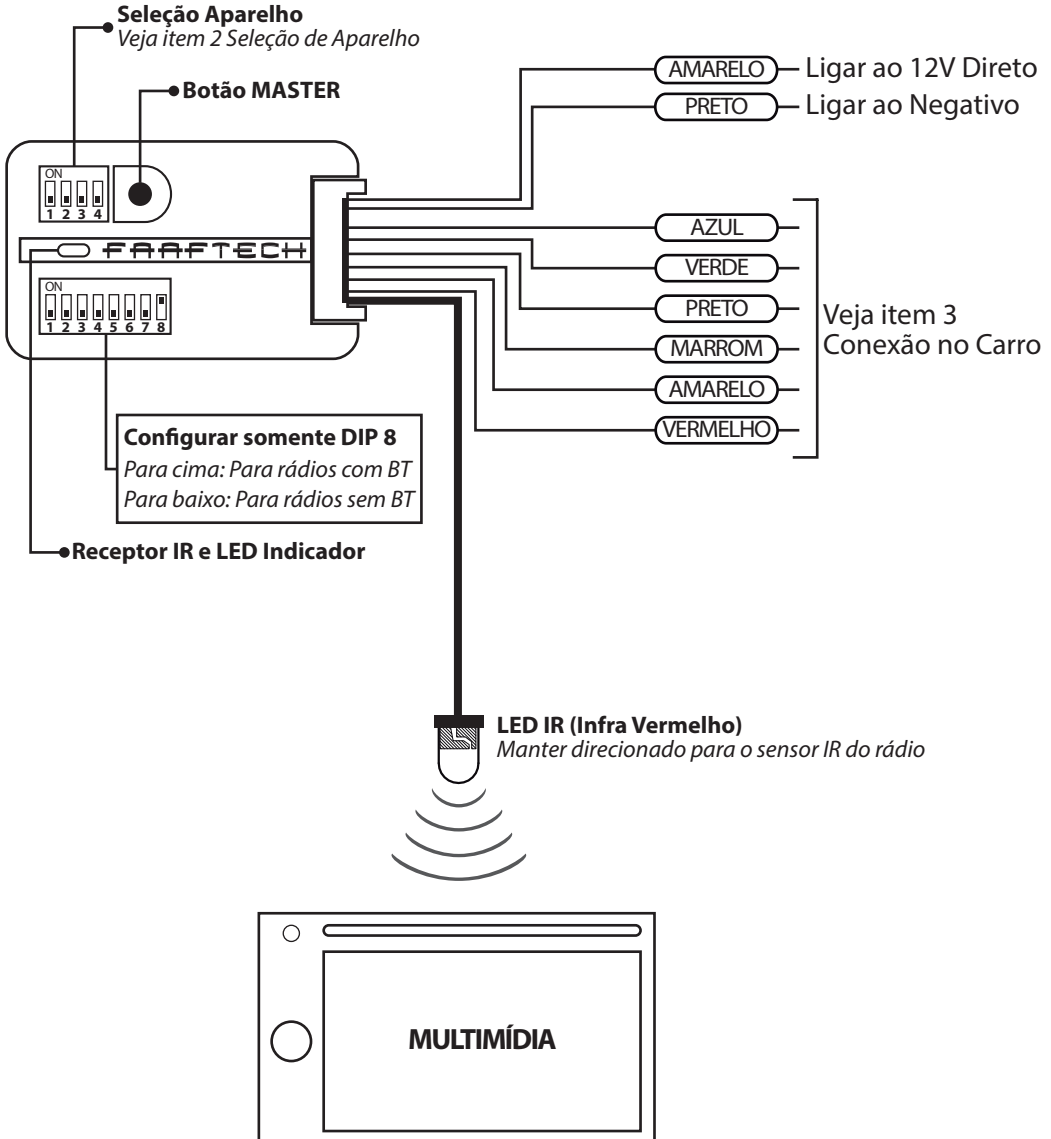 Seleção Aparelho
Veja item 2 Seleção de Aparelho
Botão MASTER
AMARELO Ligar ao 12V Direto
PRETO Ligar ao Negativo
ON
1 2 3 4
FAAFTECH
ON
1 2 3 4 5 6 7 8
AZUL
VERDE
PRETO
MARROM
AMARELO
VERMELHO
Veja item 3
Conexão no Carro
Configurar somente DIP 8
Para cima: Para rádios com BT
Para baixo: Para rádios sem BT
Receptor IR e LED Indicador
LED IR (Infra Vermelho)
Manter direcionado para o sensor IR do rádio
MULTIMÍDIA